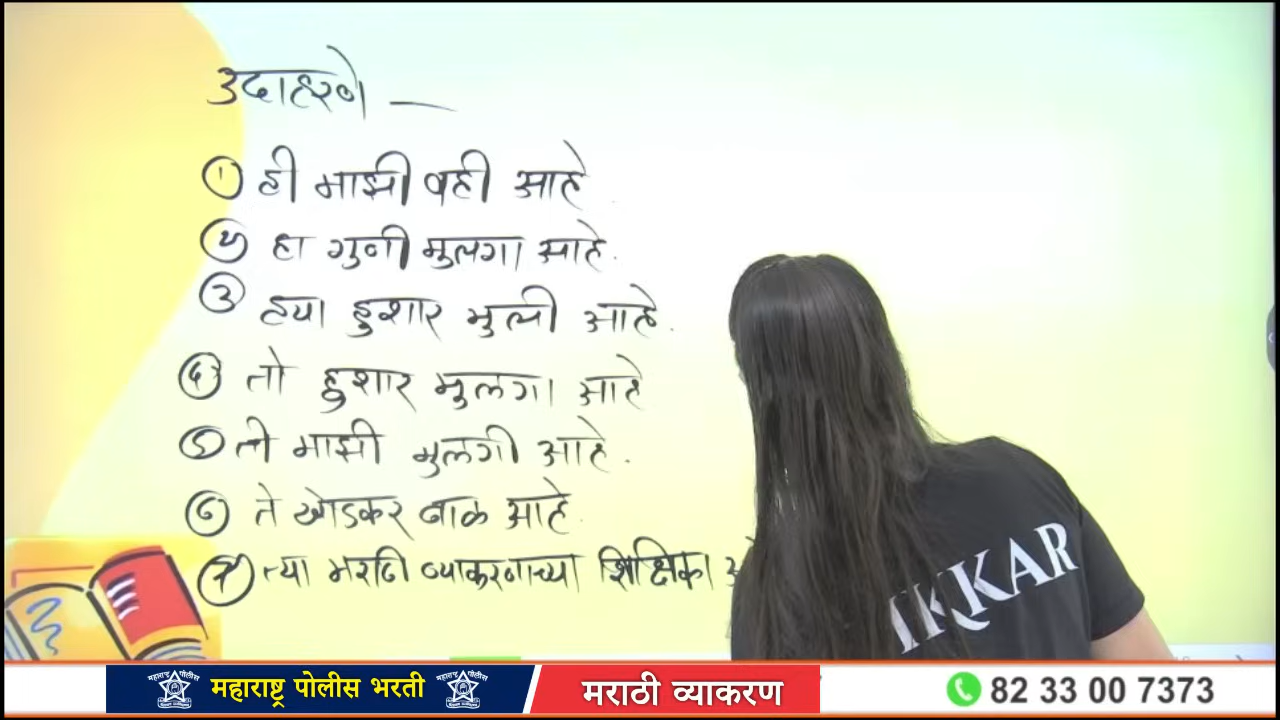 उदाहरणे —
① ही माझी वही आहे.
② हा गुनी मुलगा आहे.
③ ह्या हुशार मुली आहे.
④ तो हुशार मुलगा आहे
⑤ ती माझी मुलगी आहे.
⑥ ते खोडकर बाळ आहे.
⑦ त्या मराठी व्याकरणाच्या शिक्षिका
IKKAR
महाराष्ट्र पोलीस भरती मराठी व्याकरण 82 33 00 7373